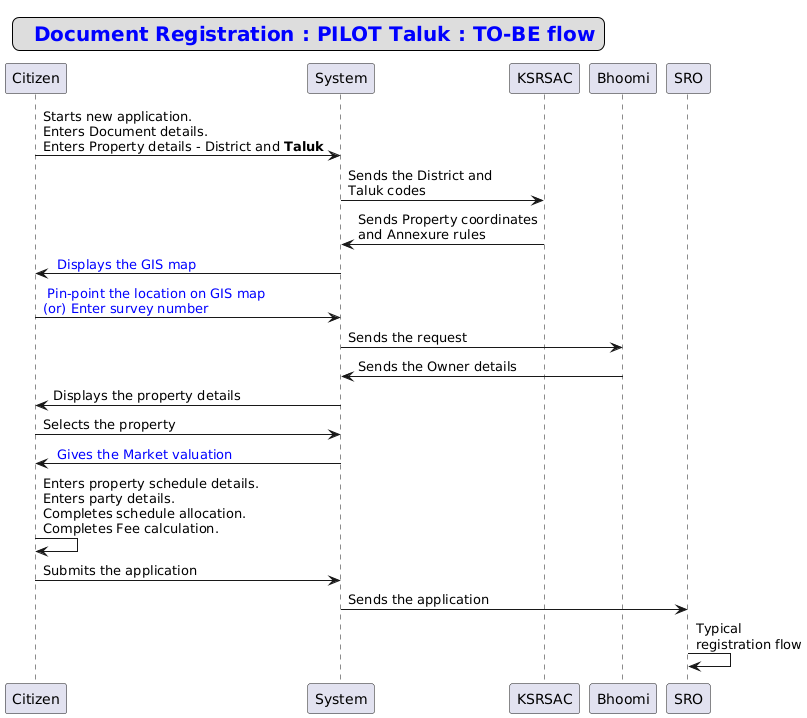 Document Registration : PILOT Taluk : TO-BE flow
Citizen System KSRSAC Bhoomi SRO
Starts new application.
Enters Document details.
Enters Property details - District and Taluk
Sends the District and
Taluk codes
Sends Property coordinates
and Annexure rules
Displays the GIS map
Pin-point the location on GIS map
(or) Enter survey number
Sends the request
Sends the Owner details
Displays the property details
Selects the property
Gives the Market valuation
Enters property schedule details.
Enters party details.
Completes schedule allocation.
Completes Fee calculation.
Submits the application
Sends the application
Typical
registration flow
Citizen System KSRSAC Bhoomi SRO